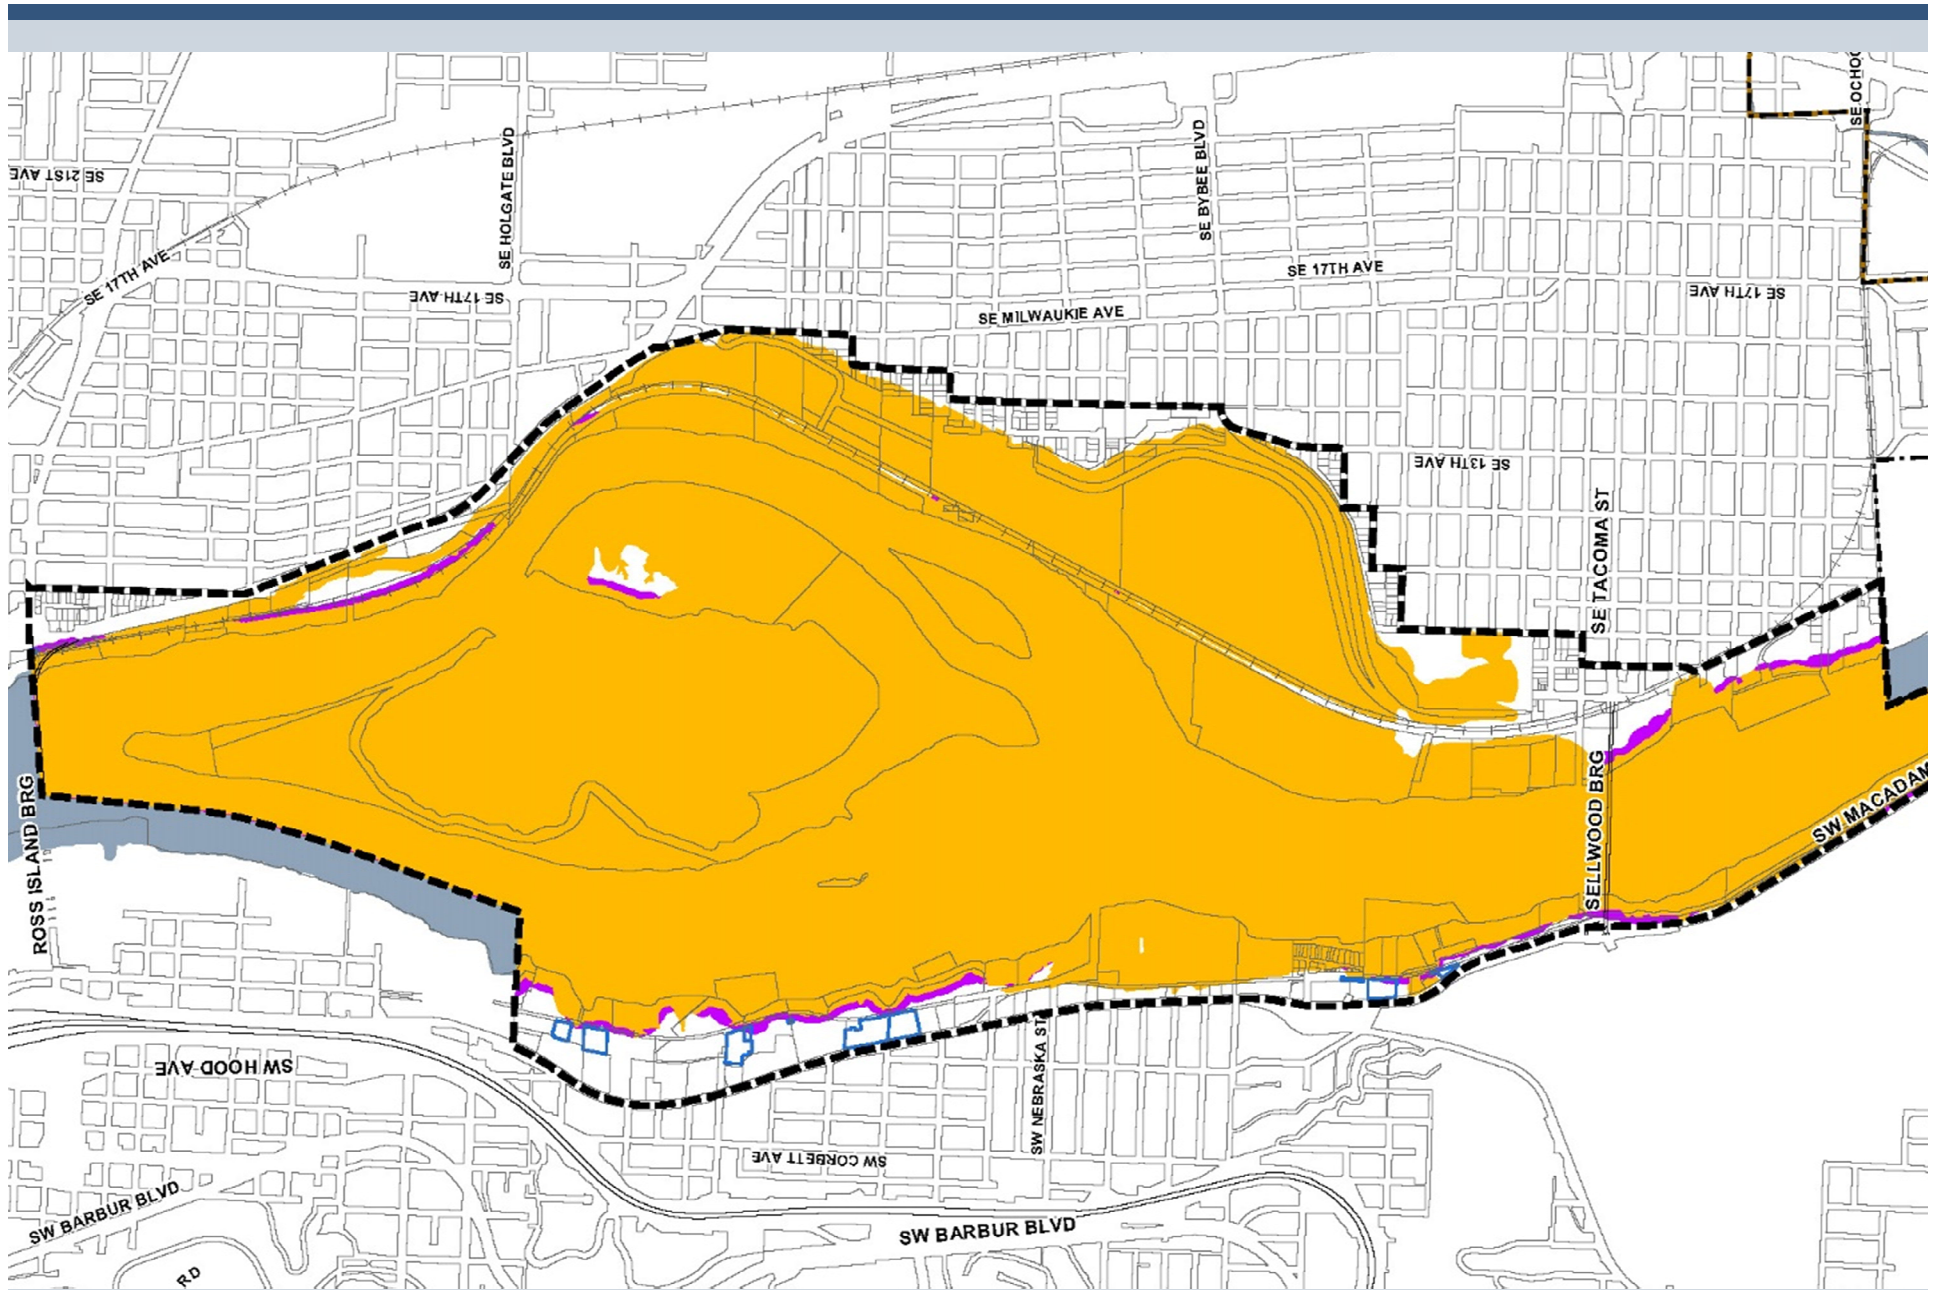 SE OCHOC
SE 21ST AVE
SE HOLGATE BLVD
SE BYBEE BLVD
SE 17TH AVE
SE 17TH AVE
SE 17TH AVE
SE 17TH AVE
SE MILWAUKIE AVE
SE 13TH AVE
SE TACOMA ST
ROSS ISLAND BRG
SELLWOOD BRG
SW MACADAM
SW HOOD AVE
SW NEBRASKA ST
SW CORBETT AVE
SW BARBUR BLVD
SW BARBUR BLVD
RD